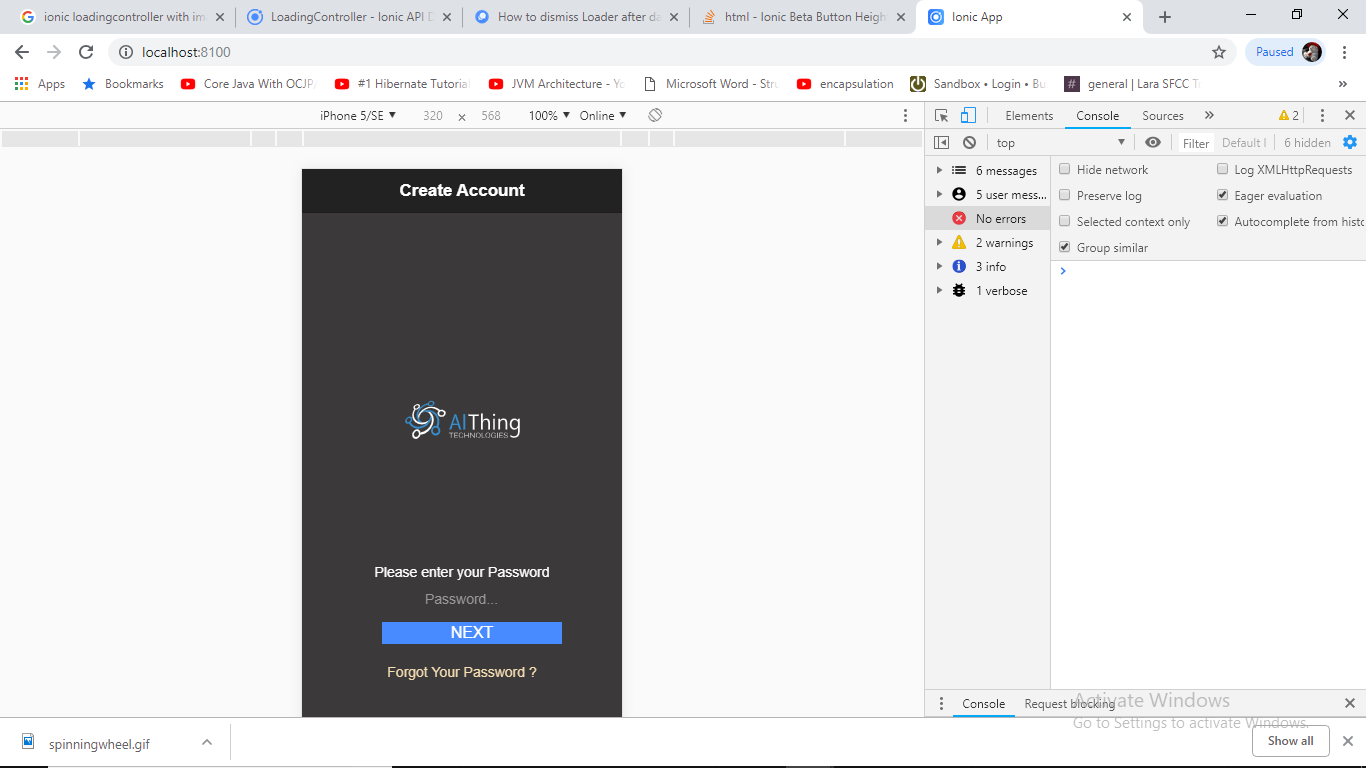 ionic loadingcontroller with im
LoadingController - Ionic API D
How to dismiss Loader after da
html - Ionic Beta Button Heigh
Ionic App
localhost:8100
Paused
Apps
Bookmarks
Core Java With OCJP/
#1 Hibernate Tutorial
JVM Architecture - Yo
Microsoft Word - Stru
encapsulation
Sandbox • Login • Bu
general | Lara SFCC Tr
»
iPhone 5/SE ▼ 320 x 568 100% ▼ Online ▼
Elements Console Sources » 2
top ▼ Filter Default l 6 hidden
6 messages
5 user mess...
No errors
2 warnings
3 info
1 verbose
Hide network Log XMLHttpRequests
Preserve log Eager evaluation
Selected context only Autocomplete from histo
Group similar
Create Account
AIThing
TECHNOLOGIES
Please enter your Password
Password...
NEXT
Forgot Your Password ?
Console Request blocking
Activate Windows
Go to Settings to activate Windows.
spinningwheel.gif
Show all